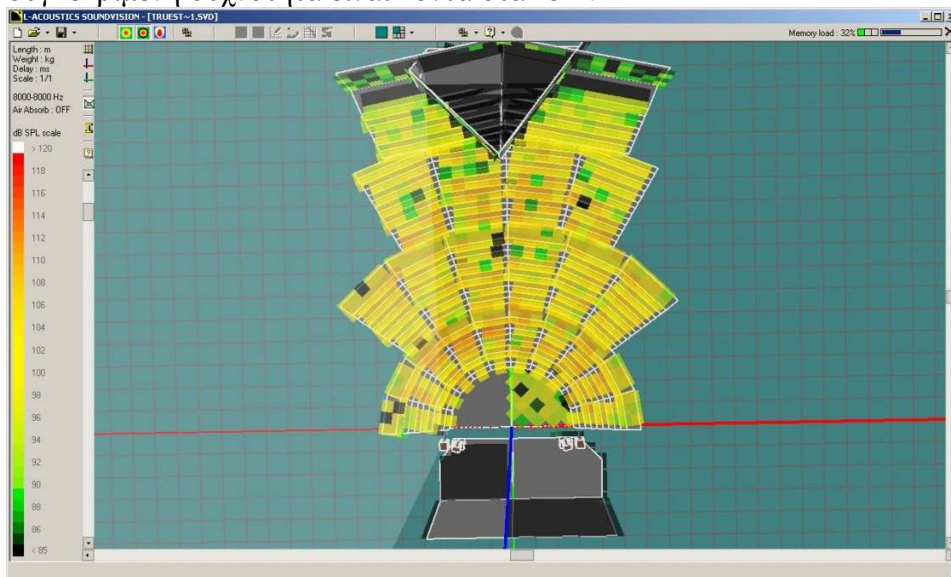 L-ACOUSTICS SOUNDVISION - [TRUEST~1.SVD]
Memory load : 32%
Length : m
Weight : kg
Delay : ms
Scale : 1/1
8000-8000 Hz
Air Absorb : OFF
dB SPL scale
> 120
118
116
114
112
110
108
106
104
102
100
98
96
94
92
90
88
86
< 85